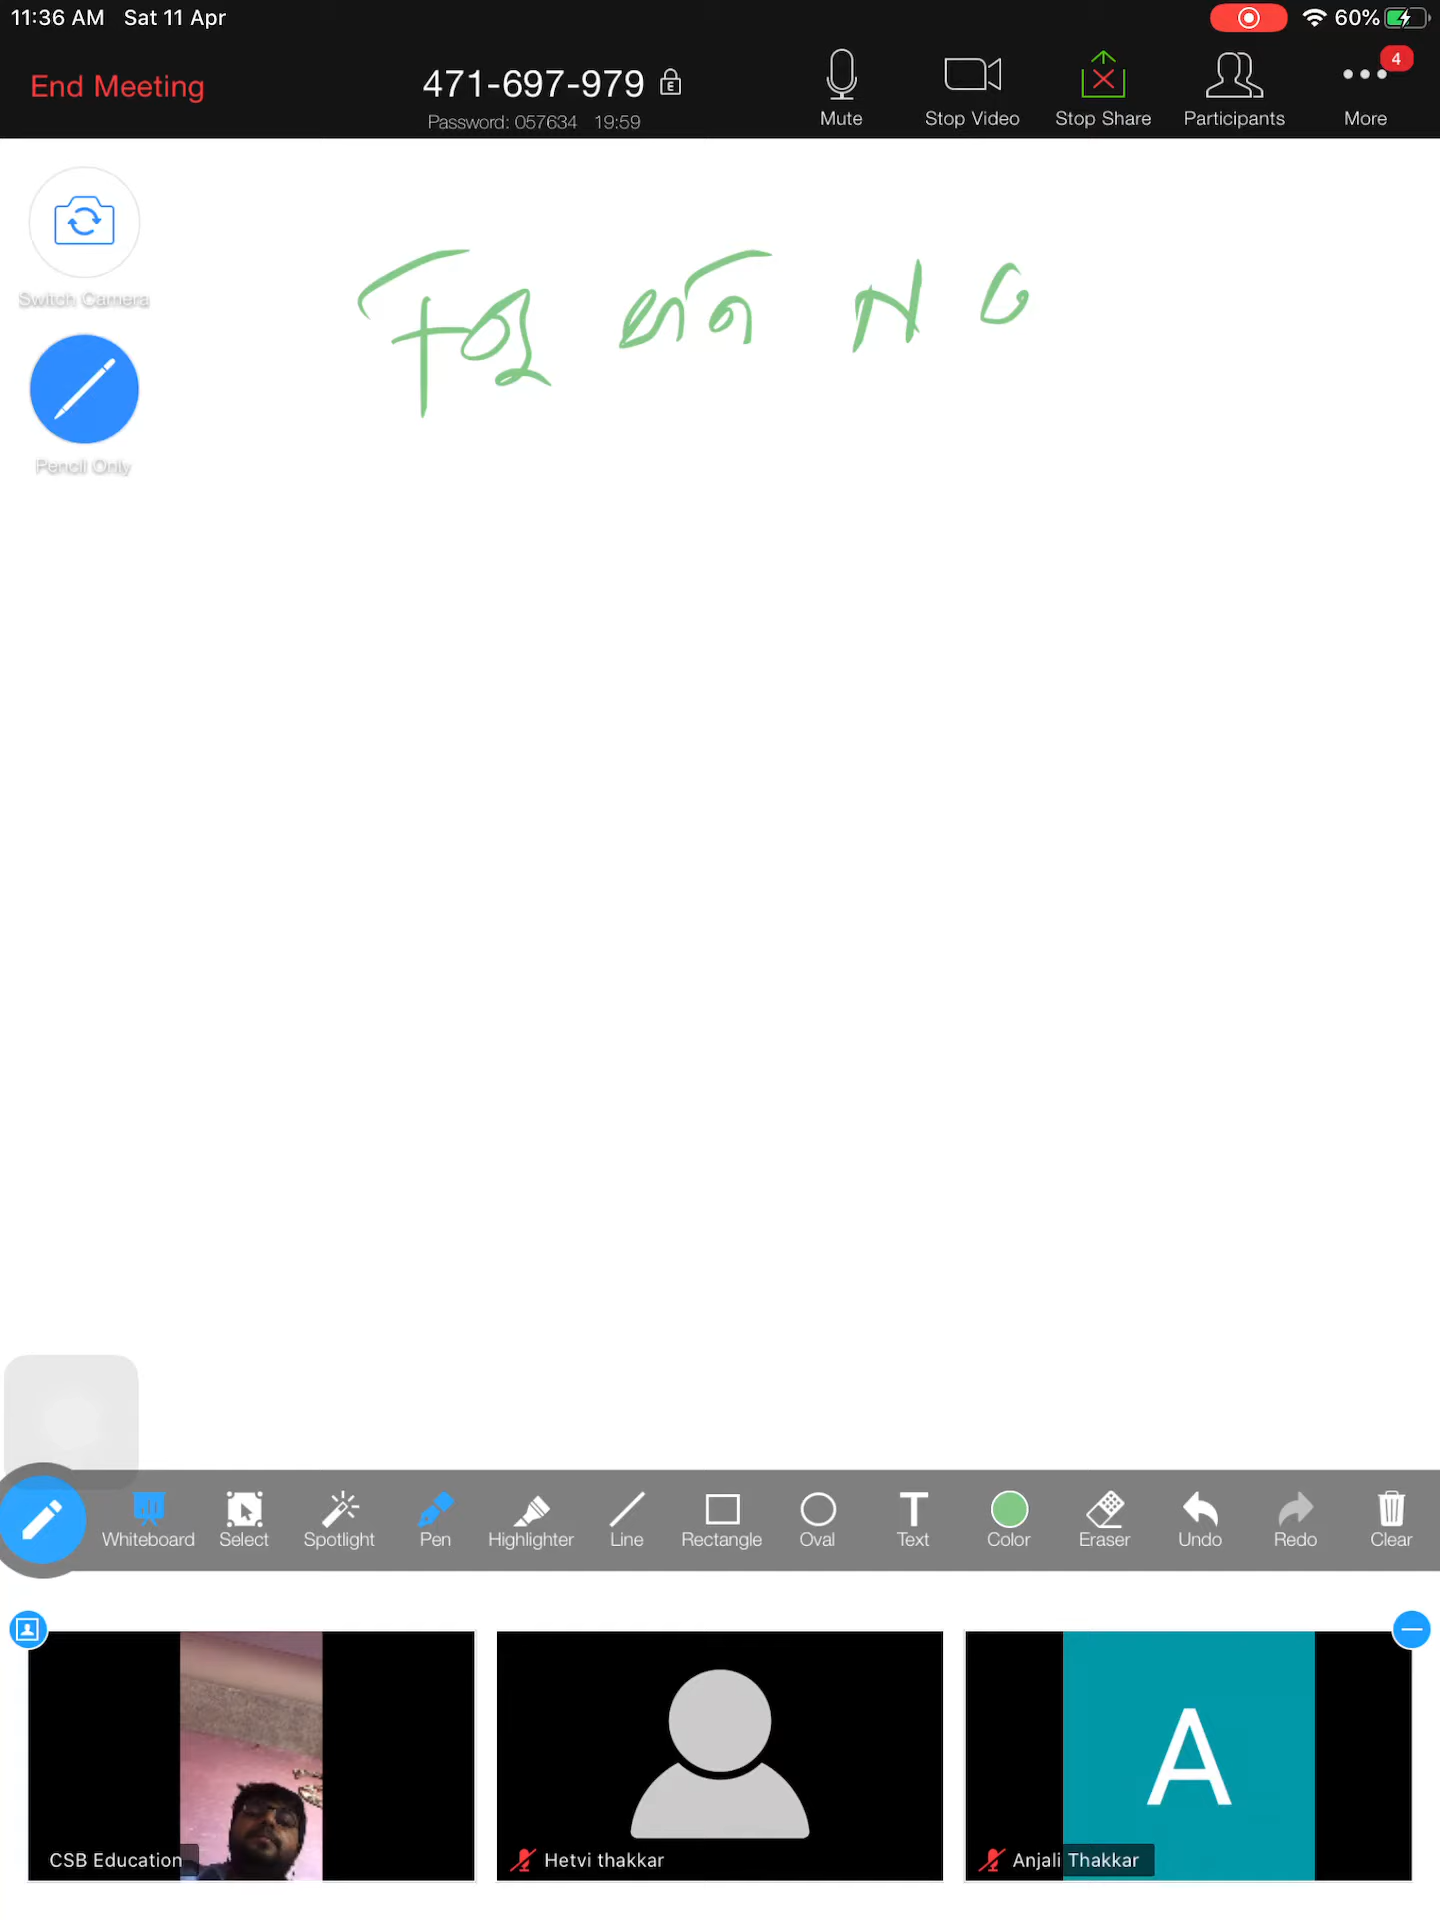 11:36 AM Sat 11 Apr 60%
End Meeting
471-697-979
Password: 057634 19:59
Mute
Stop Video
Stop Share
Participants
4
More
Switch Camera
Pencil Only
N
Whiteboard
Select
Spotlight
Pen
Highlighter
Line
Rectangle
Oval
Text
Color
Eraser
Undo
Redo
Clear
CSB Education
Hetvi thakkar
A
Anjali Thakkar